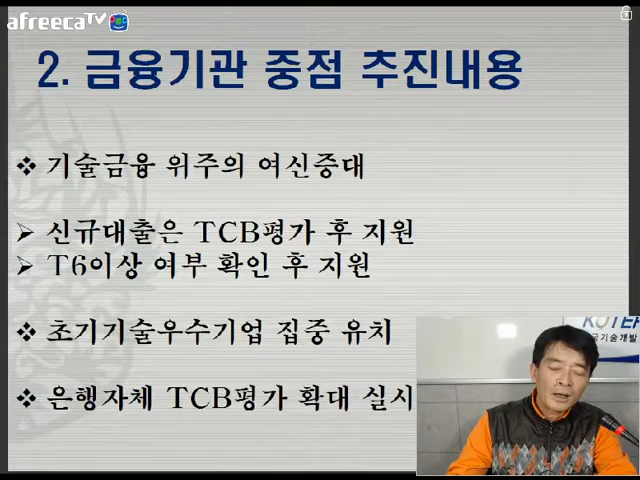 afreecaTV
2. 금융기관 중점 추진내용
❖ 기술금융 위주의 여신증대
➢ 신규대출은 TCB평가 후 지원
➢ T6이상 여부 확인 후 지원
❖ 초기기술우수기업 집중 유치
❖ 은행자체 TCB평가 확대 실시